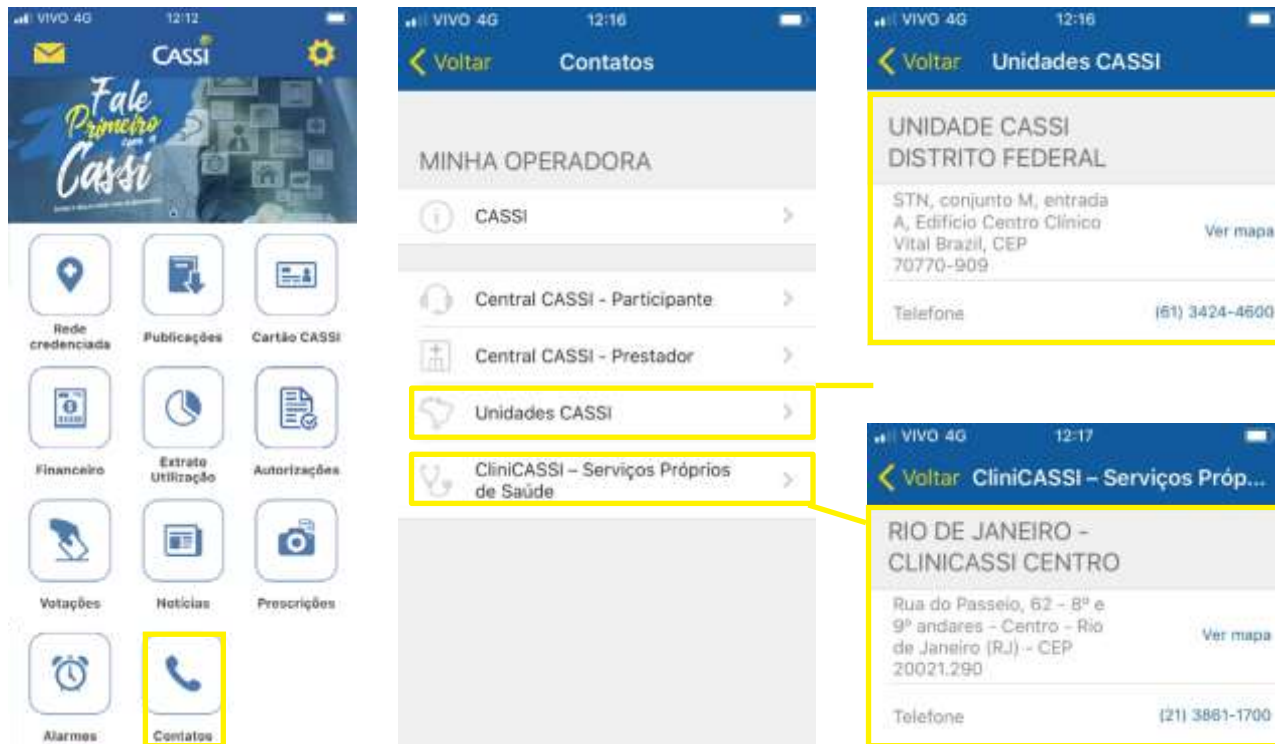 VIVO 4G 12:12
CASSI
Fale
Primeiro
com a
Cassi
Rede
credenciada
Publicações
Cartão CASSI
Financeiro
Extrato
Utilização
Autorizações
Votações
Notícias
Prescrições
Alarmes
Contatos
VIVO 4G 12:16
Voltar Contatos
MINHA OPERADORA
CASSI
Central CASSI - Participante
Central CASSI - Prestador
Unidades CASSI
CliniCASSI – Serviços Próprios
de Saúde
VIVO 4G 12:16
Voltar Unidades CASSI
UNIDADE CASSI
DISTRITO FEDERAL
STN, conjunto M, entrada
A, Edifício Centro Clínico
Vital Brazil, CEP
70770-909
Ver mapa
Telefone (61) 3424-4600
VIVO 4G 12:17
Voltar CliniCASSI – Serviços Próp...
RIO DE JANEIRO -
CLINICASSI CENTRO
Rua do Passeio, 62 - 8º e
9º andares - Centro - Rio
de Janeiro (RJ) - CEP
20021.290
Ver mapa
Telefone (21) 3861-1700